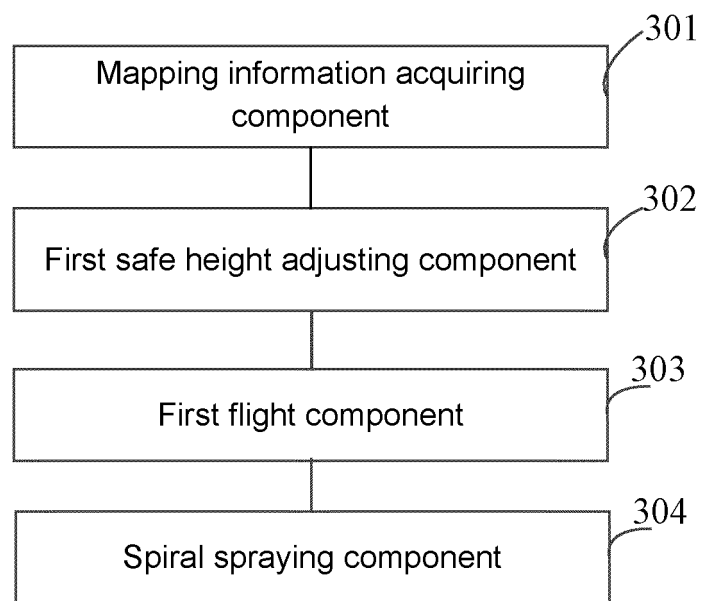 301
Mapping information acquiring
component
302
First safe height adjusting component
303
First flight component
304
Spiral spraying component